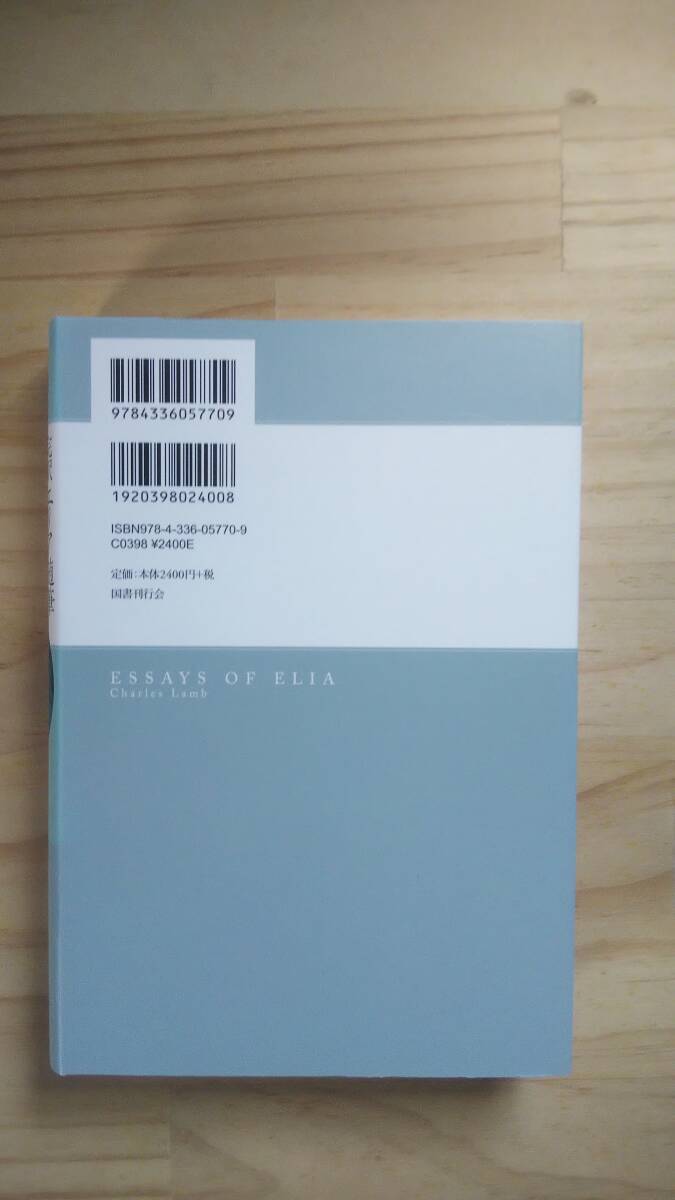 9784336057709
1920398024008
ISBN978-4-336-05770-9
C0398 ¥2400E
定価：本体2400円+税
国書刊行会
ESSAYS OF ELIA
Charles Lamb